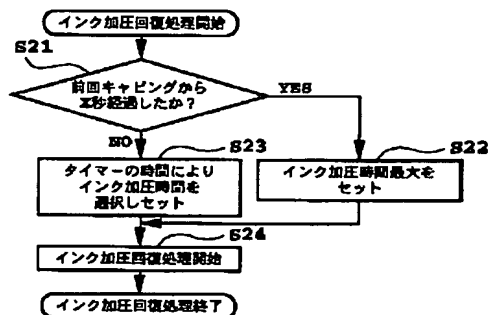 インク加圧回復処理開始
S21
前回キャッピングから
X秒経過したか？
YES
NO
S23
S22
タイマーの時間により
インク加圧時間を
選択しセット
インク加圧時間最大を
セット
S24
インク加圧回復処理開始
インク加圧回復処理終了